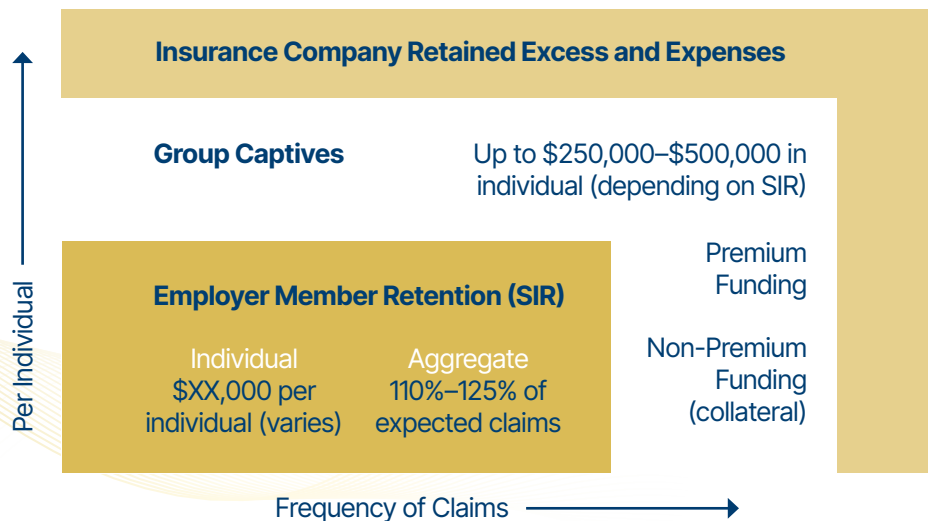 Insurance Company Retained Excess and Expenses
Group Captives
Up to $250,000–$500,000 in
individual (depending on SIR)
Premium
Funding
Non-Premium
Funding
(collateral)
Employer Member Retention (SIR)
Individual
$XX,000 per
individual (varies)
Aggregate
110%–125% of
expected claims
Per Individual
Frequency of Claims